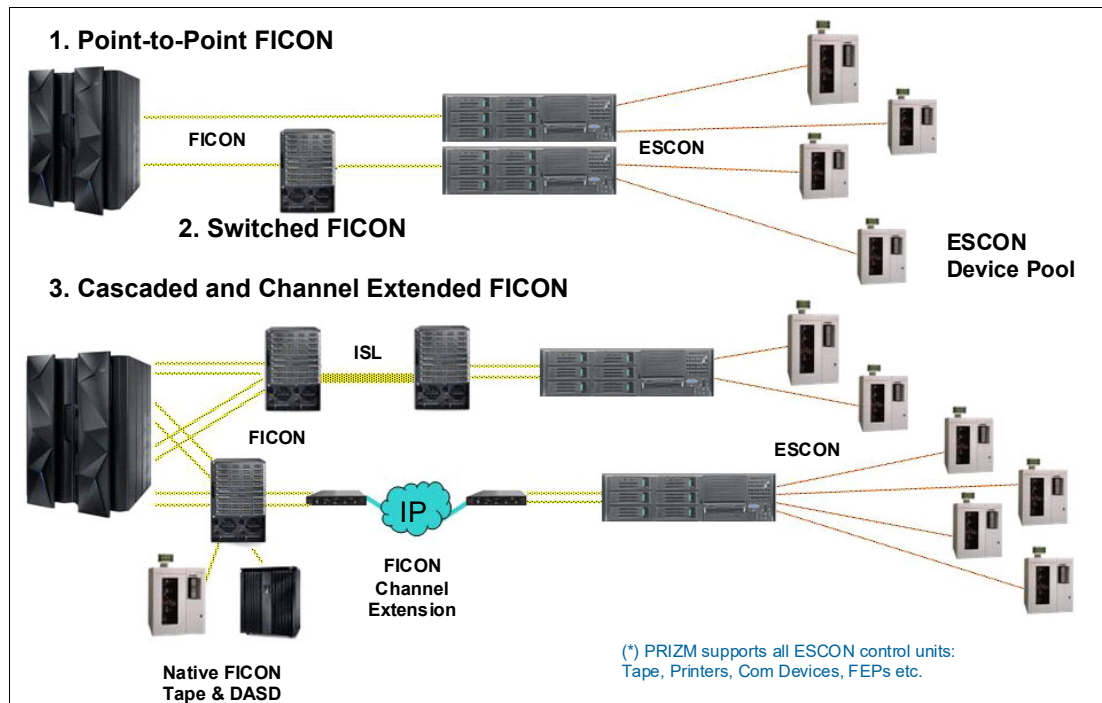 1. Point-to-Point FICON
FICON
ESCON
2. Switched FICON
ESCON
Device Pool
3. Cascaded and Channel Extended FICON
ISL
FICON
ESCON
IP
FICON
Channel
Extension
Native FICON
Tape & DASD
(*) PRIZM supports all ESCON control units:
Tape, Printers, Com Devices, FEPs etc.